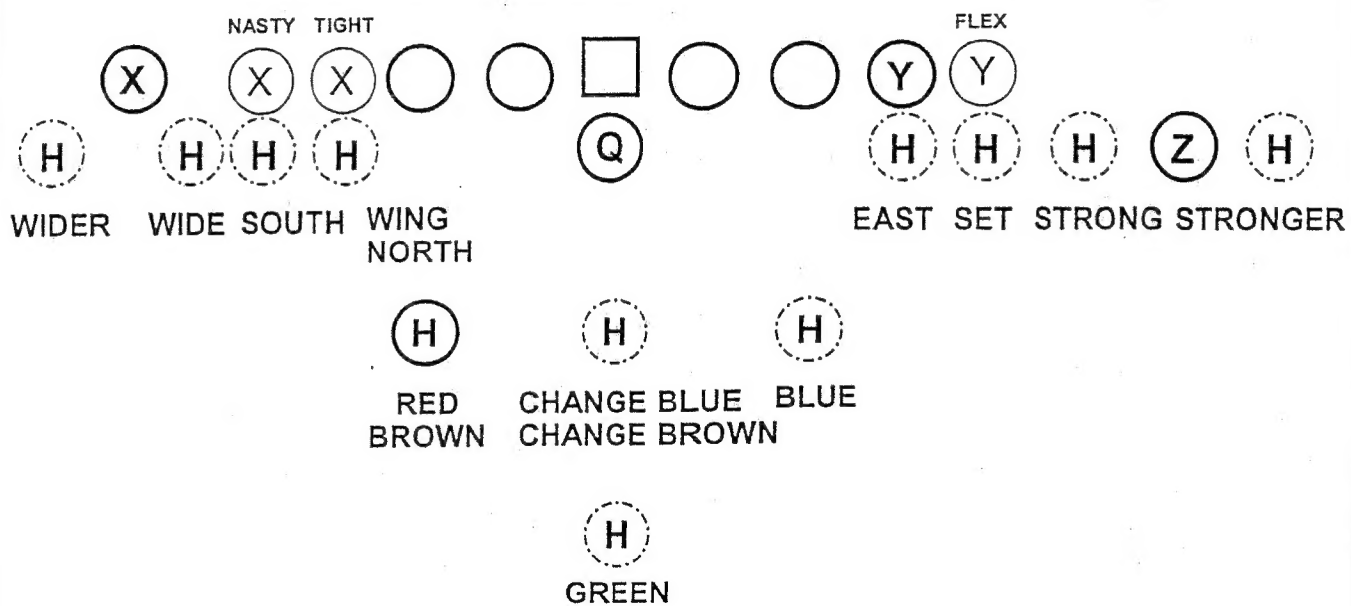 NASTY TIGHT FLEX
X X X Y Y
H H H H Q H H H Z H
WIDER WIDE SOUTH WING EAST SET STRONG STRONGER
NORTH
H H H
RED CHANGE BLUE BLUE
BROWN CHANGE BROWN
H
GREEN